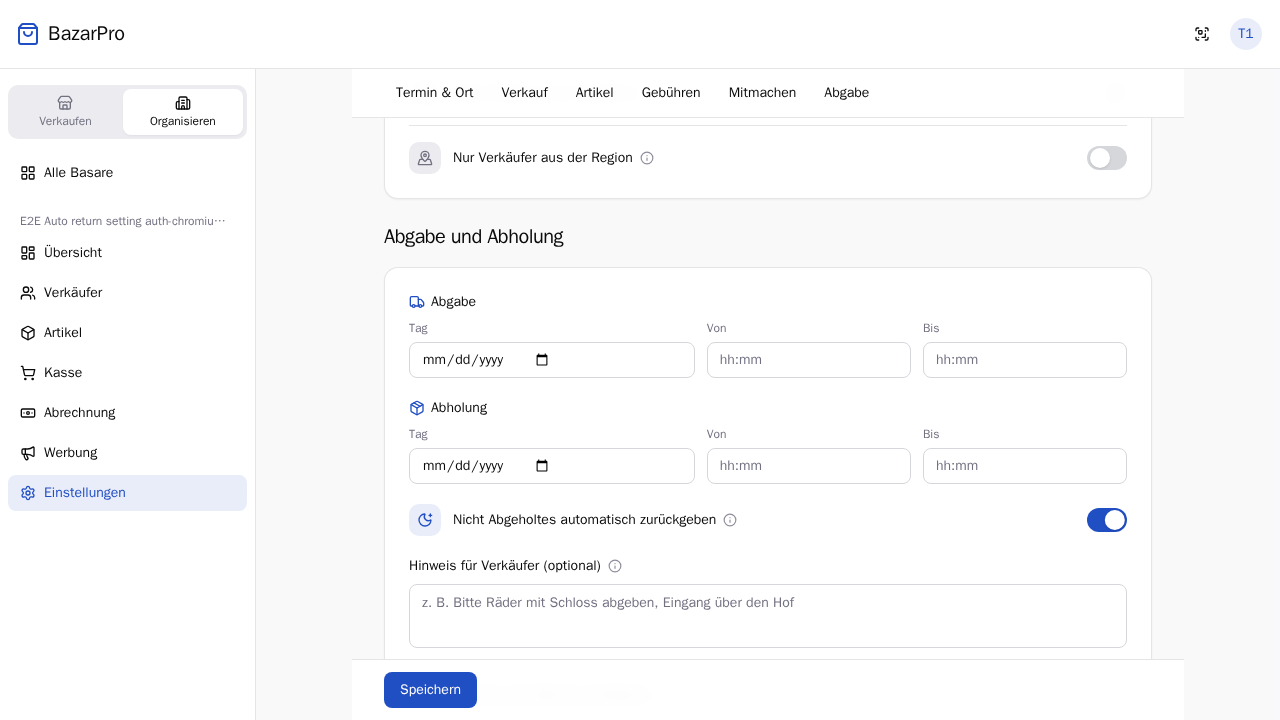 BazarPro
T1
Verkaufen
Organisieren
Alle Basare
E2E Auto return setting auth-chromiu…
Übersicht
Verkäufer
Artikel
Kasse
Abrechnung
Werbung
Einstellungen
Termin & Ort
Verkauf
Artikel
Gebühren
Mitmachen
Abgabe
Nur Verkäufer aus der Region
Abgabe und Abholung
Abgabe
Tag Von Bis
mm/dd/yyyy hh:mm hh:mm
Abholung
Tag Von Bis
mm/dd/yyyy hh:mm hh:mm
Nicht Abgeholtes automatisch zurückgeben
Hinweis für Verkäufer (optional)
z. B. Bitte Räder mit Schloss abgeben, Eingang über den Hof
Speichern